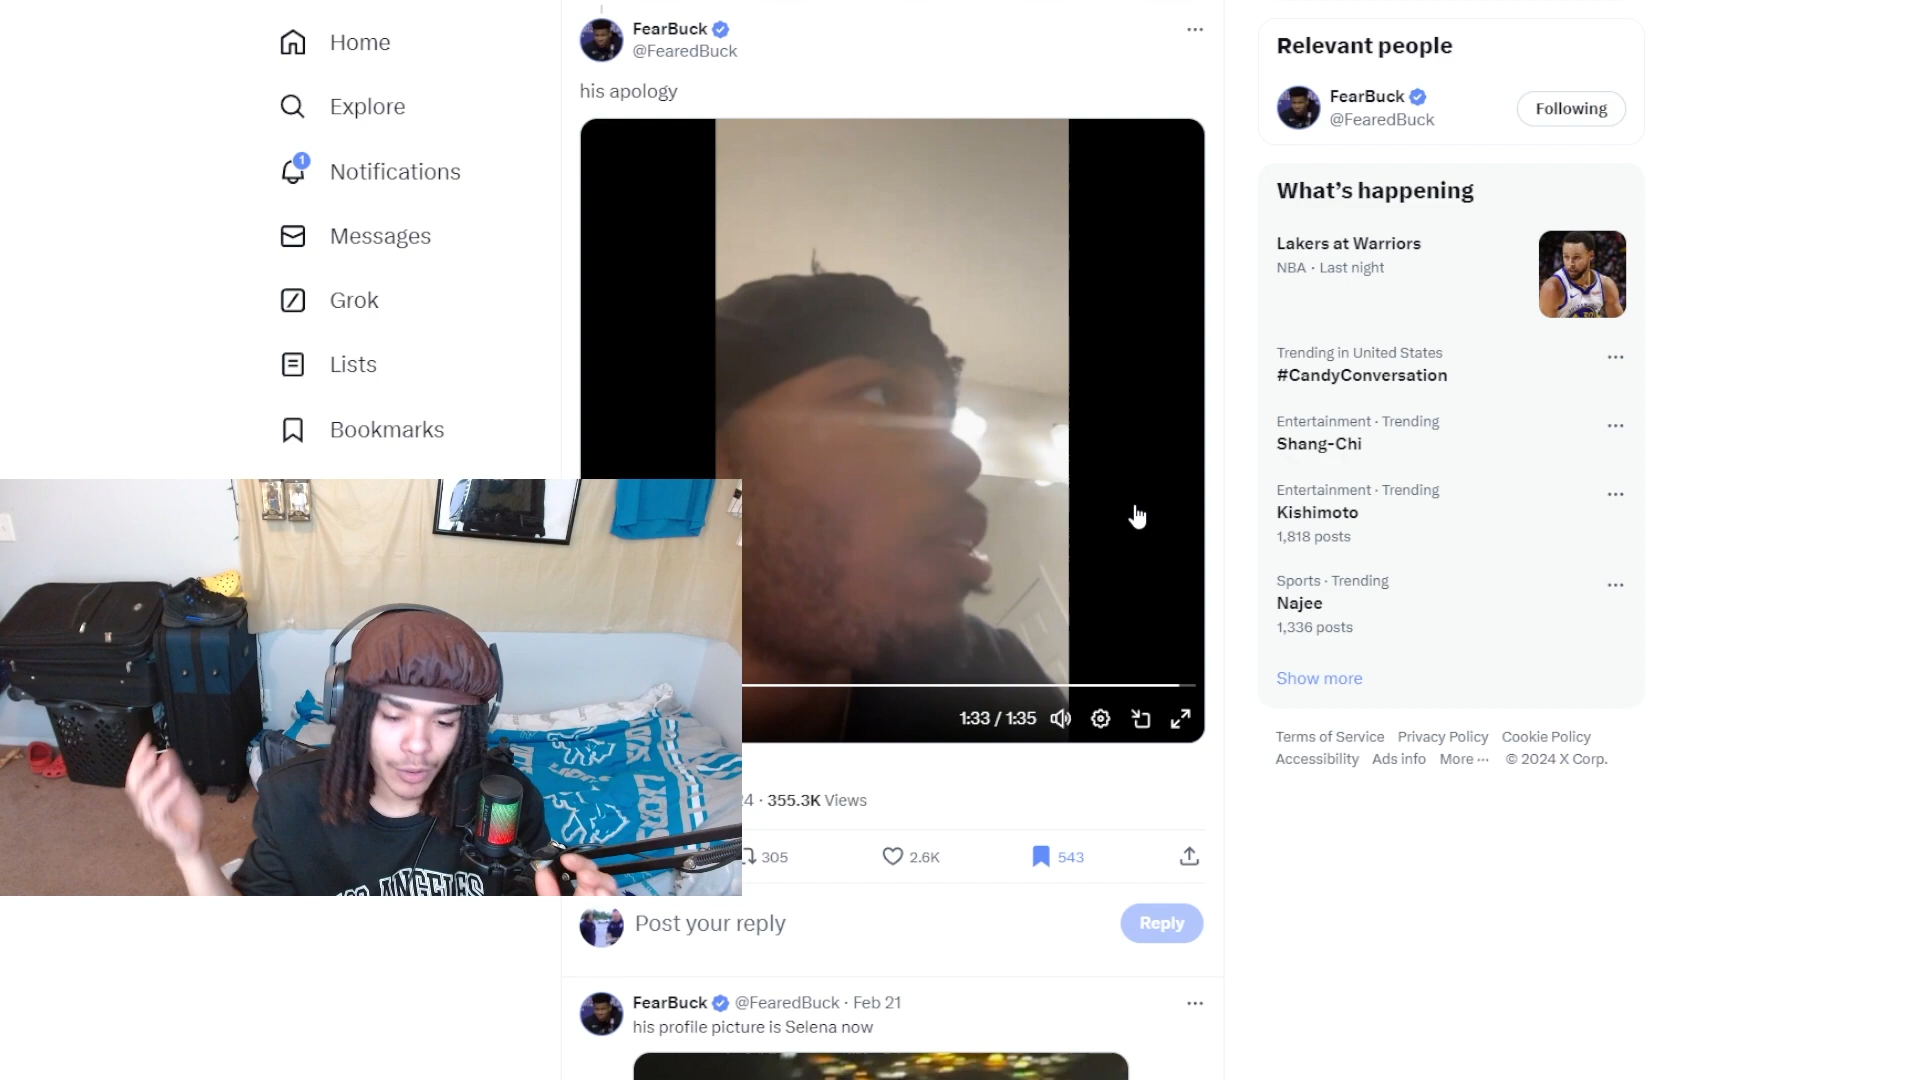 Home
Explore
1
Notifications
Messages
Grok
Lists
Bookmarks
FearBuck
@FearedBuck
his apology
1:33 / 1:35
4 · 355.3K Views
305
2.6K
543
Post your reply
Reply
FearBuck @FearedBuck · Feb 21
his profile picture is Selena now
Relevant people
FearBuck
@FearedBuck
Following
What's happening
Lakers at Warriors
NBA · Last night
Trending in United States
#CandyConversation
Entertainment · Trending
Shang-Chi
Entertainment · Trending
Kishimoto
1,818 posts
Sports · Trending
Najee
1,336 posts
Show more
Terms of Service Privacy Policy Cookie Policy
Accessibility Ads info More ··· © 2024 X Corp.
LIONS
ANGELES